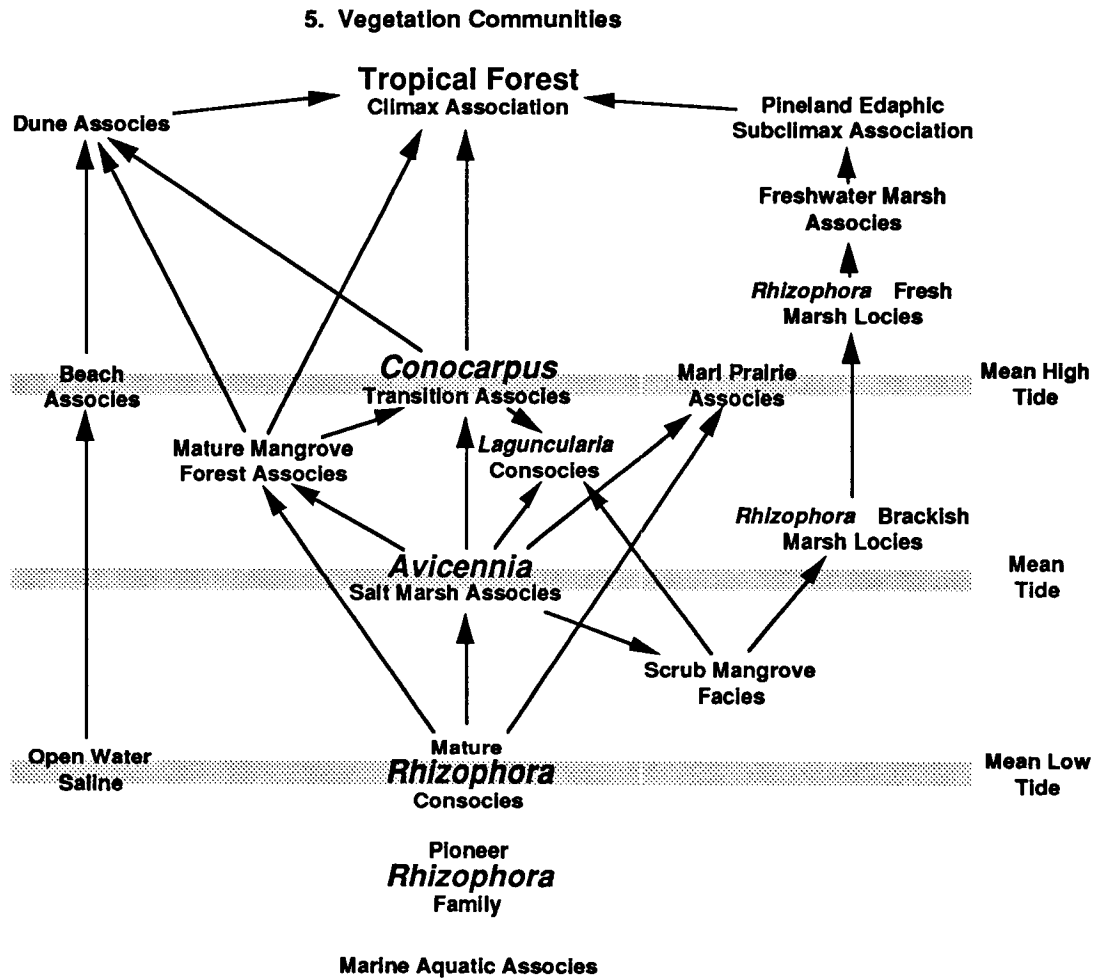 5. Vegetation Communities
Tropical Forest
Climax Association
Dune Associes
Pineland Edaphic
Subclimax Association
Freshwater Marsh
Associes
Rhizophora Fresh
Marsh Locies
Beach
Associes
Conocarpus
Transition Associes
Marl Prairie
Associes
Mean High
Tide
Mature Mangrove
Forest Associes
Laguncularia
Consocies
Rhizophora Brackish
Marsh Locies
Avicennia
Salt Marsh Associes
Mean
Tide
Scrub Mangrove
Facies
Open Water
Saline
Mature
Rhizophora
Consocies
Mean Low
Tide
Pioneer
Rhizophora
Family
Marine Aquatic Associes